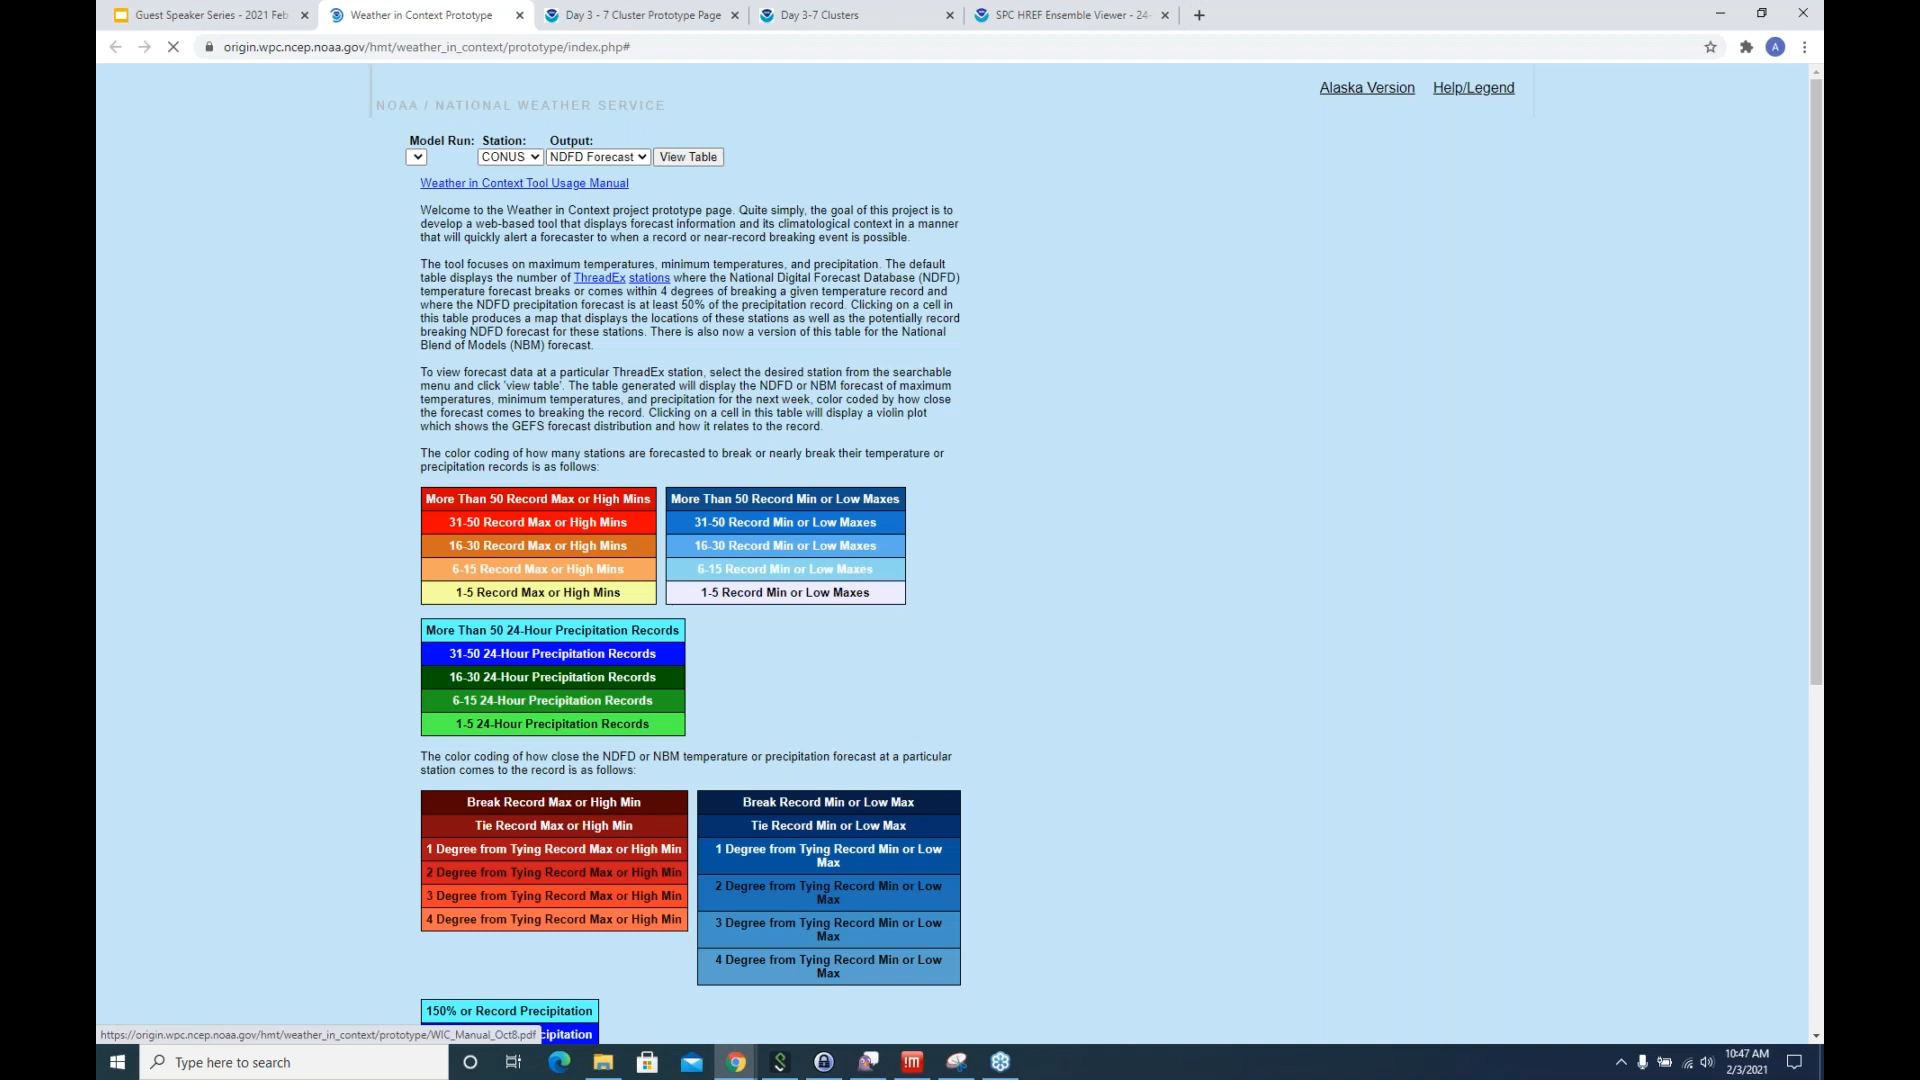 Guest Speaker Series - 2021 Feb
Weather in Context Prototype
Day 3 - 7 Cluster Prototype Page
Day 3-7 Clusters
SPC HREF Ensemble Viewer - 24-
origin.wpc.ncep.noaa.gov/hmt/weather_in_context/prototype/index.php#
A
Alaska Version Help/Legend
NOAA / NATIONAL WEATHER SERVICE
Model Run: Station: Output:
CONUS NDFD Forecast View Table
Weather in Context Tool Usage Manual
Welcome to the Weather in Context project prototype page. Quite simply, the goal of this project is to
develop a web-based tool that displays forecast information and its climatological context in a manner
that will quickly alert a forecaster to when a record or near-record breaking event is possible.
The tool focuses on maximum temperatures, minimum temperatures, and precipitation. The default
table displays the number of ThreadEx stations where the National Digital Forecast Database (NDFD)
temperature forecast breaks or comes within 4 degrees of breaking a given temperature record and
where the NDFD precipitation forecast is at least 50% of the precipitation record. Clicking on a cell in
this table produces a map that displays the locations of these stations as well as the potentially record
breaking NDFD forecast for these stations. There is also now a version of this table for the National
Blend of Models (NBM) forecast.
To view forecast data at a particular ThreadEx station, select the desired station from the searchable
menu and click 'view table'. The table generated will display the NDFD or NBM forecast of maximum
temperatures, minimum temperatures, and precipitation for the next week, color coded by how close
the forecast comes to breaking the record. Clicking on a cell in this table will display a violin plot
which shows the GEFS forecast distribution and how it relates to the record.
The color coding of how many stations are forecasted to break or nearly break their temperature or
precipitation records is as follows:
More Than 50 Record Max or High Mins
31-50 Record Max or High Mins
16-30 Record Max or High Mins
6-15 Record Max or High Mins
1-5 Record Max or High Mins
More Than 50 Record Min or Low Maxes
31-50 Record Min or Low Maxes
16-30 Record Min or Low Maxes
6-15 Record Min or Low Maxes
1-5 Record Min or Low Maxes
More Than 50 24-Hour Precipitation Records
31-50 24-Hour Precipitation Records
16-30 24-Hour Precipitation Records
6-15 24-Hour Precipitation Records
1-5 24-Hour Precipitation Records
The color coding of how close the NDFD or NBM temperature or precipitation forecast at a particular
station comes to the record is as follows:
Break Record Max or High Min
Tie Record Max or High Min
1 Degree from Tying Record Max or High Min
2 Degree from Tying Record Max or High Min
3 Degree from Tying Record Max or High Min
4 Degree from Tying Record Max or High Min
Break Record Min or Low Max
Tie Record Min or Low Max
1 Degree from Tying Record Min or Low
Max
2 Degree from Tying Record Min or Low
Max
3 Degree from Tying Record Min or Low
Max
4 Degree from Tying Record Min or Low
Max
150% or Record Precipitation
cipitation
https://origin.wpc.ncep.noaa.gov/hmt/weather_in_context/prototype/WIC_Manual_Oct8.pdf
Type here to search
10:47 AM
2/3/2021